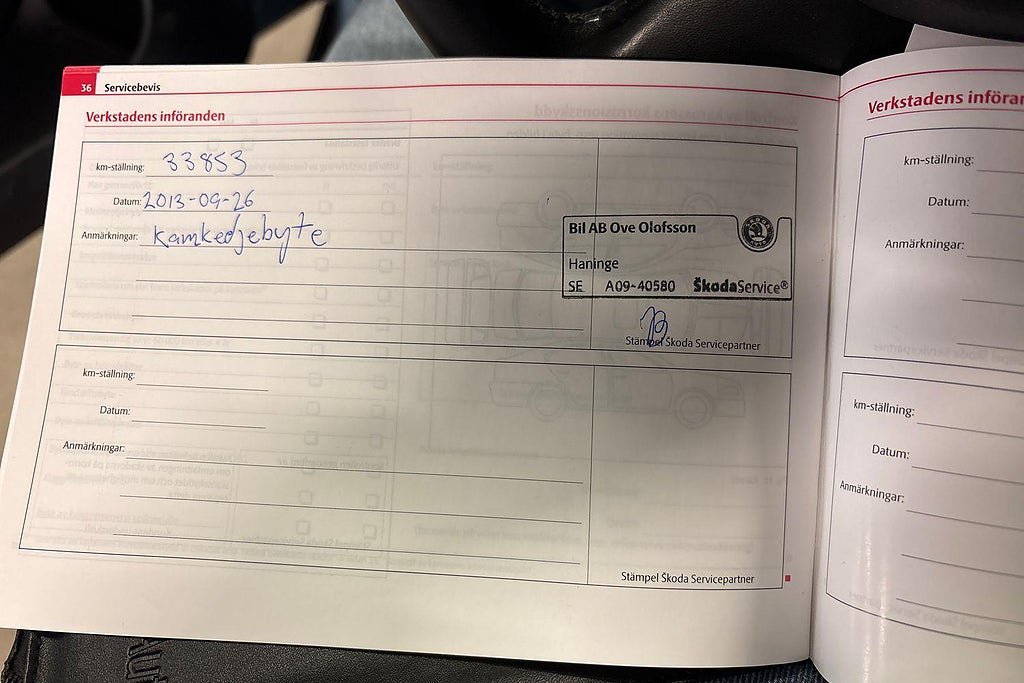 36 Servicebevis
Verkstadens införanden
km-ställning: 33853
Datum: 2013-09-26
Anmärkningar: Kamkedjebyte
Bil AB Ove Olofsson
Haninge
SE A09-40580 ŠkodaService®
Stämpel Škoda Servicepartner
km-ställning:
Datum:
Anmärkningar:
Stämpel Škoda Servicepartner
Verkstadens
km-ställning:
Datum:
Anmärkningar:
km-ställning:
Datum:
Anmärkningar: